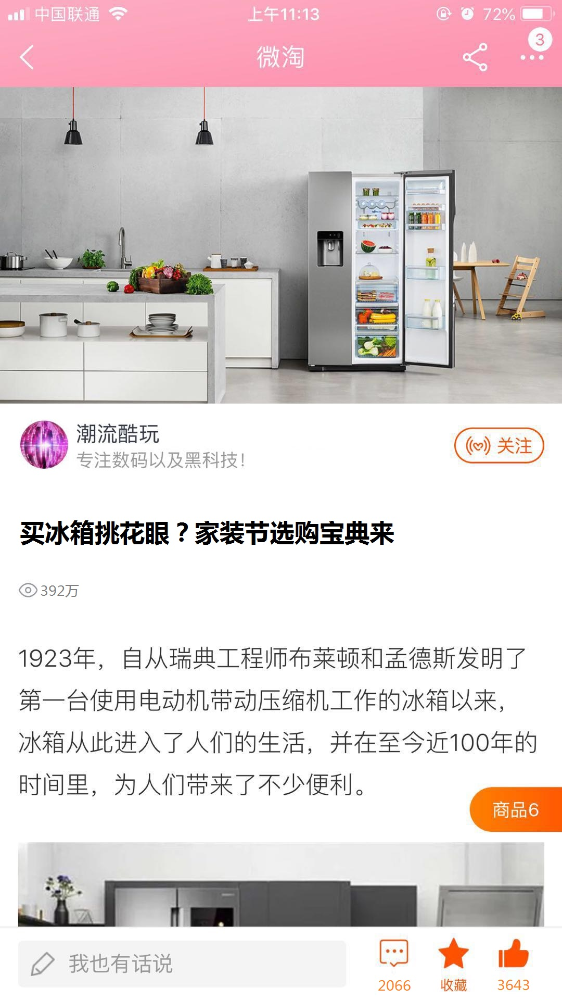 中国联通
上午11:13
72%
微淘
3
潮流酷玩
专注数码以及黑科技!
关注
买冰箱挑花眼？家装节选购宝典来
392万
1923年，自从瑞典工程师布莱顿和孟德斯发明了
第一台使用电动机带动压缩机工作的冰箱以来，
冰箱从此进入了人们的生活，并在至今近100年的
时间里，为人们带来了不少便利。
商品6
我也有话说
2066
收藏
3643